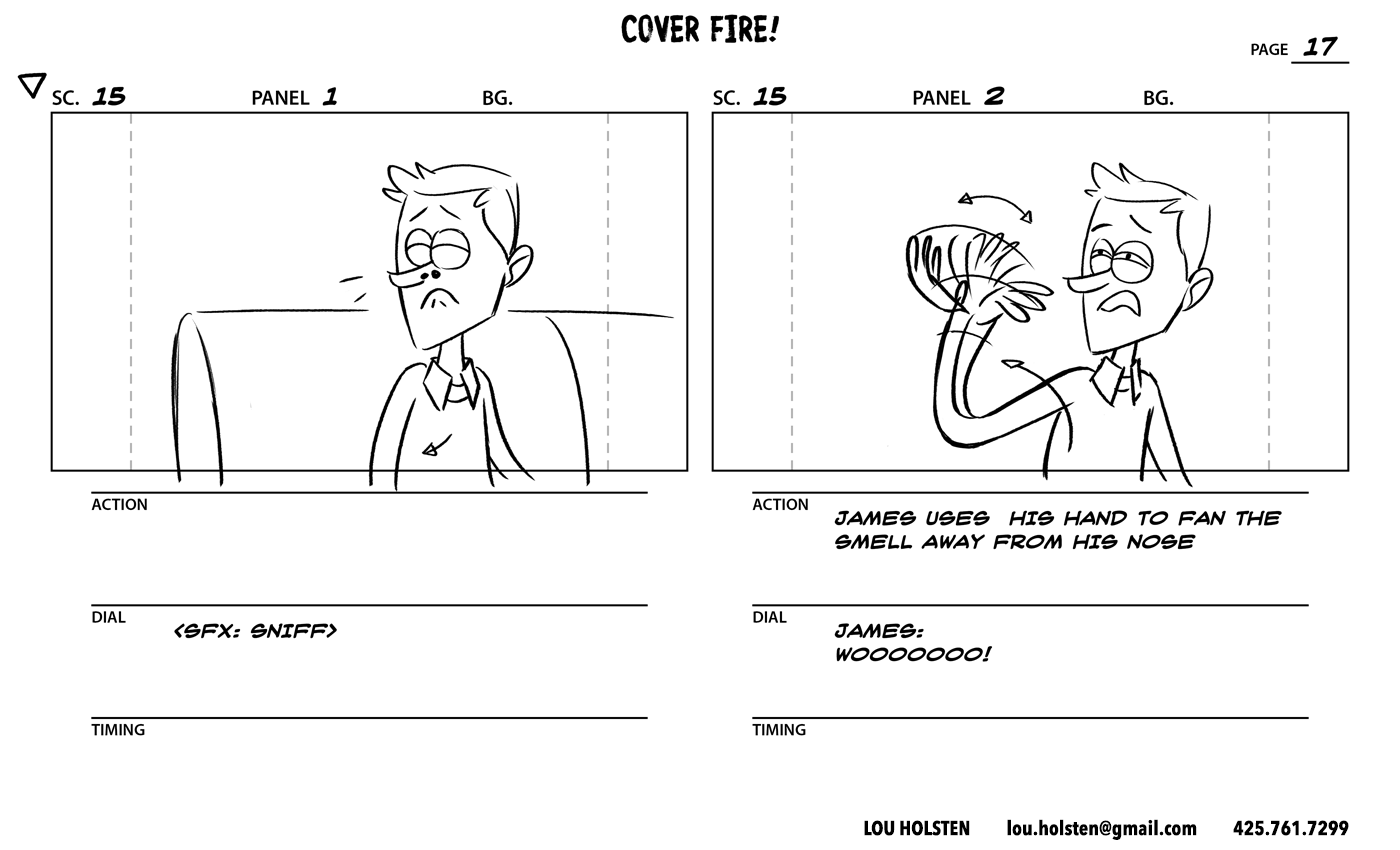 COVER FIRE!
PAGE 17
SC. 15 PANEL 1 BG.
SC. 15 PANEL 2 BG.
ACTION
DIAL
<SFX: SNIFF>
TIMING
ACTION
JAMES USES HIS HAND TO FAN THE
SMELL AWAY FROM HIS NOSE
DIAL
JAMES:
WOOOOOOO!
TIMING
LOU HOLSTEN lou.holsten@gmail.com 425.761.7299